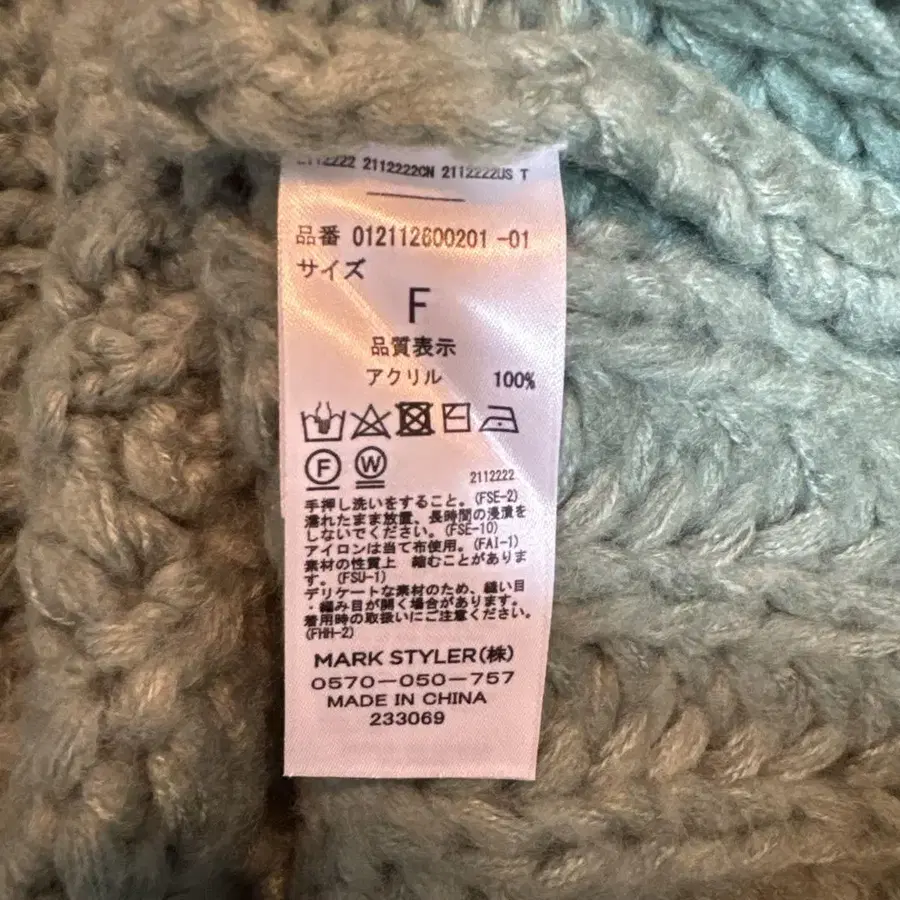 2112222 2112222CN 2112222US T
品番 012112600201 -01
サイズ
F
品質表示
アクリル 100%
F W
2112222
手押し洗いをすること。(FSE-2)
濡れたまま放置、長時間の浸漬を
しないでください。(FSE-10)
アイロンは当て布使用。(FAI-1)
素材の性質上 縮むことがありま
す。(FSU-1)
デリケートな素材のため、縫い目
・編み目が開く場合があります。
着用時の取扱いにご注意ください。
(FHH-2)
MARK STYLER(株)
0570-050-757
MADE IN CHINA
233069